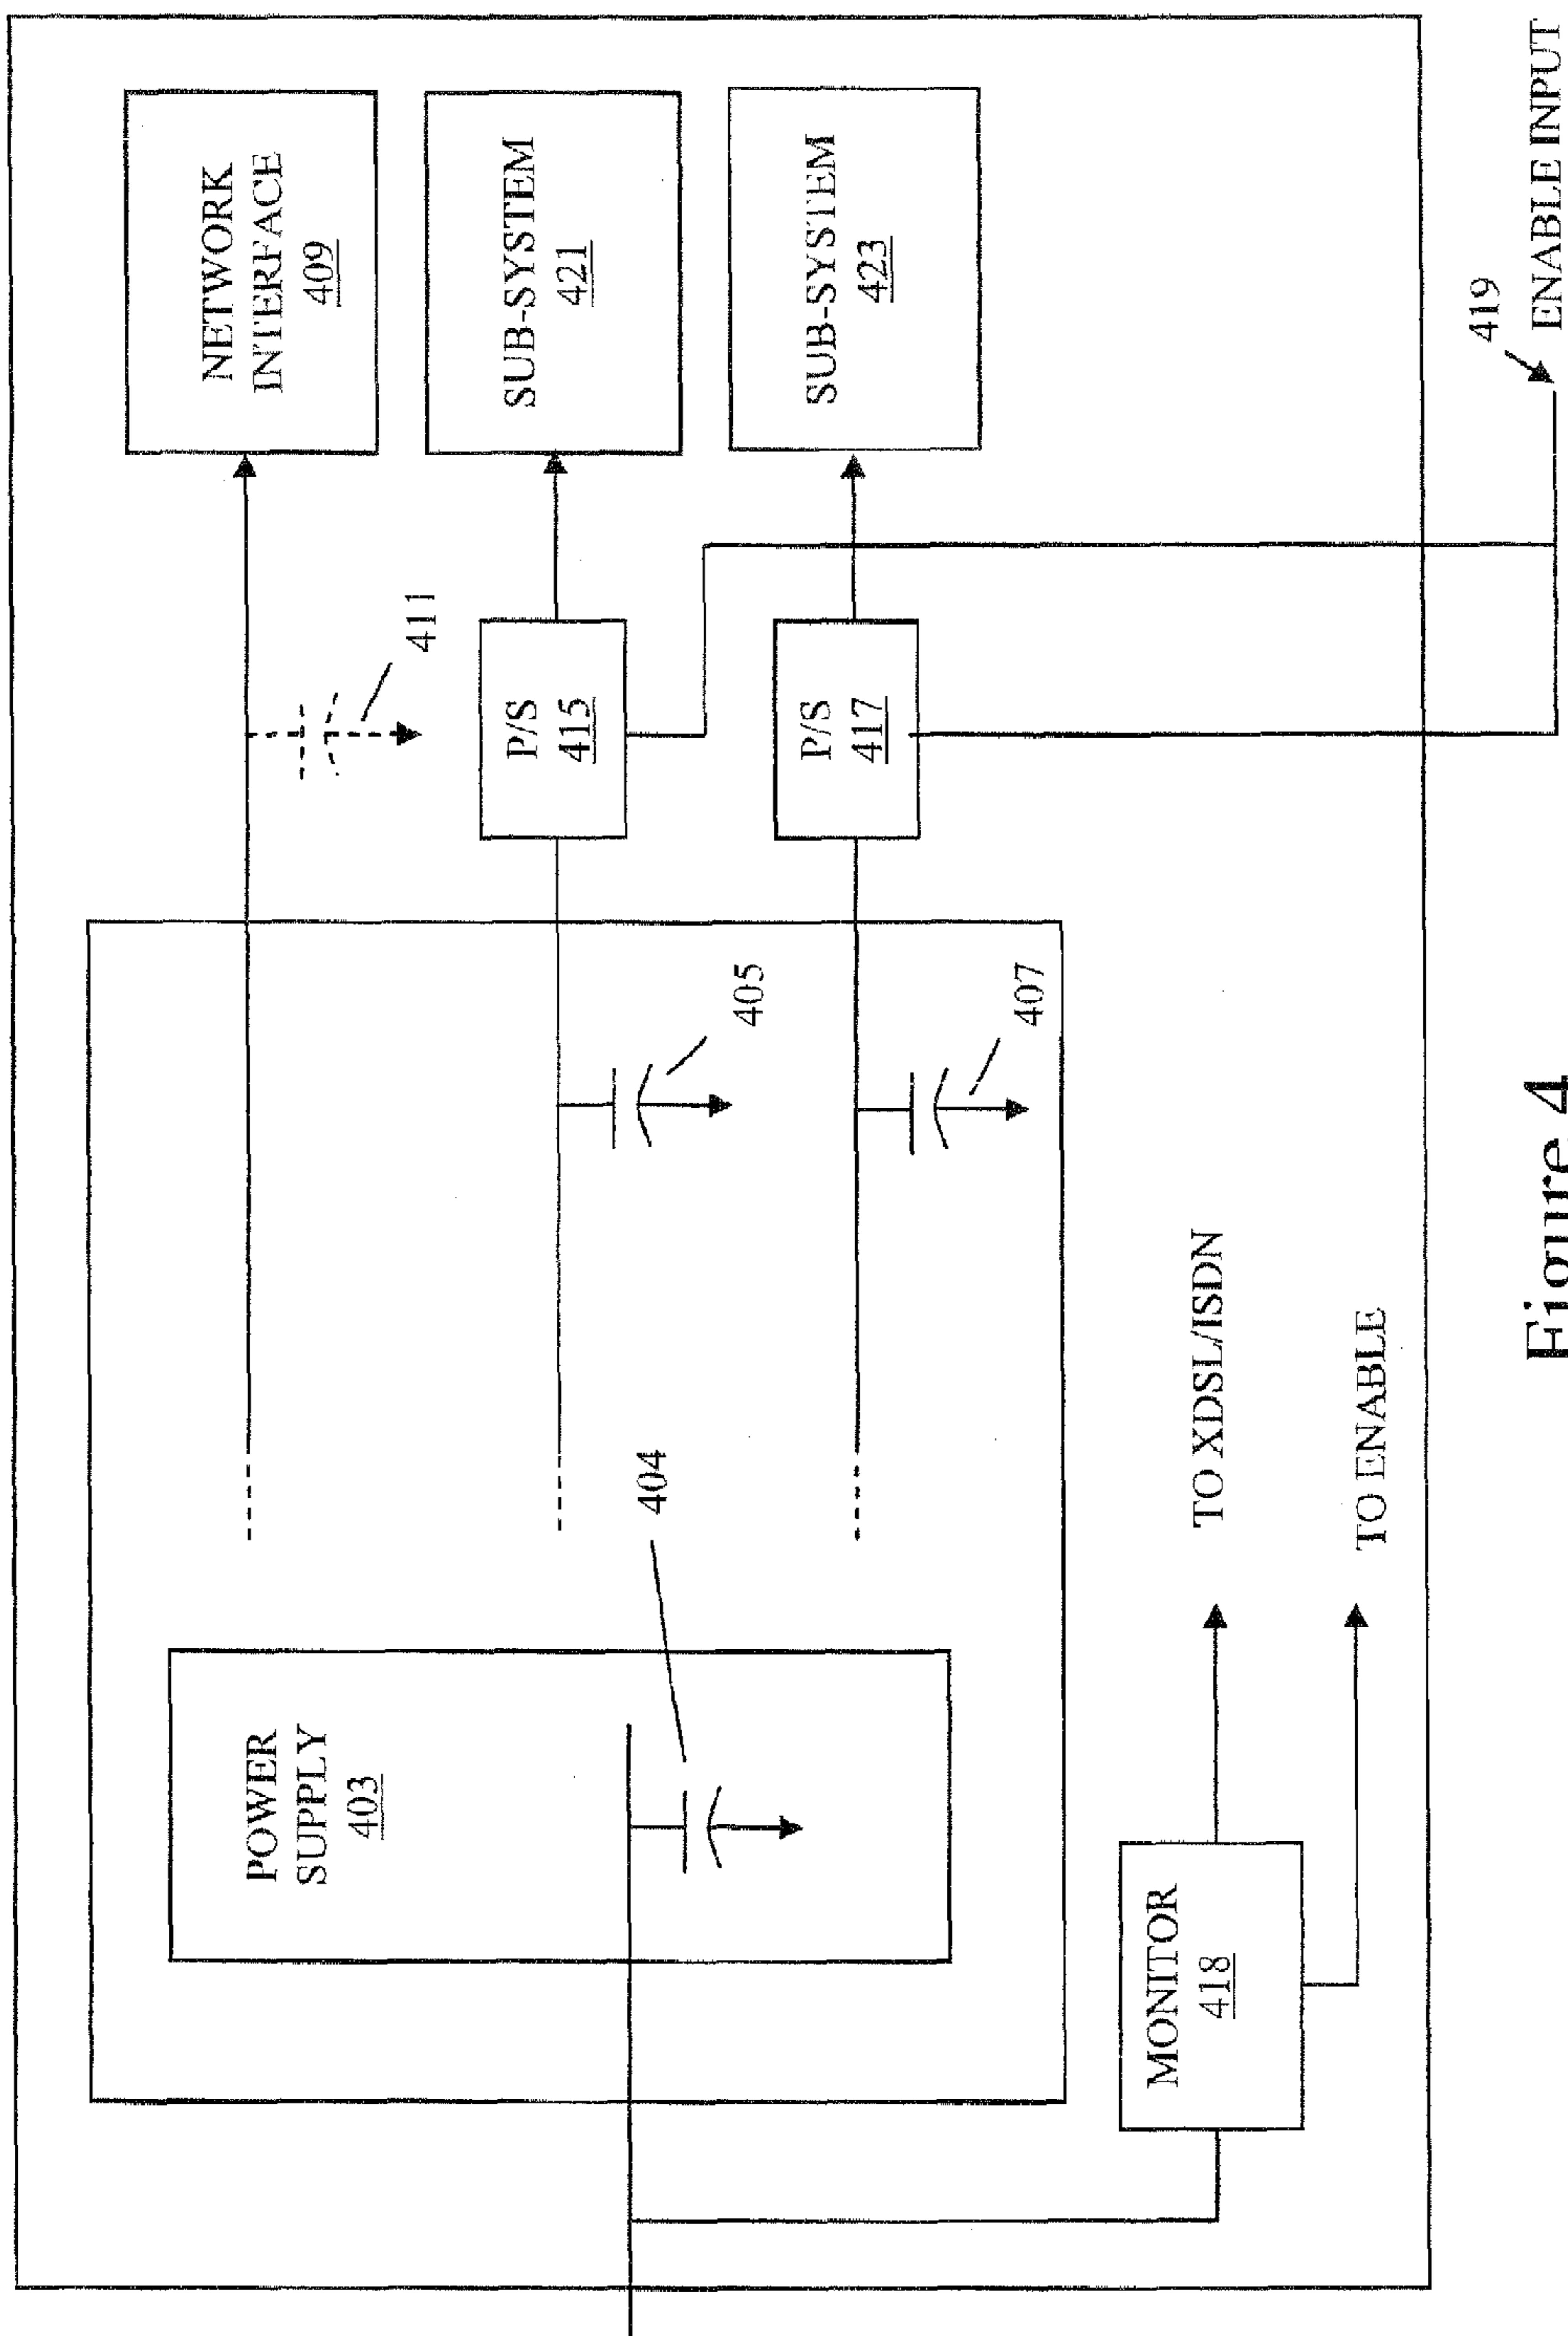 NETWORK
INTERFACE
409
411
SUB-SYSTEM
421
P/S
415
405
404
SUB-SYSTEM
423
P/S
417
407
POWER
SUPPLY
403
MONITOR
418
TO XDSL/ISDN
TO ENABLE
419
ENABLE INPUT
Figure 4